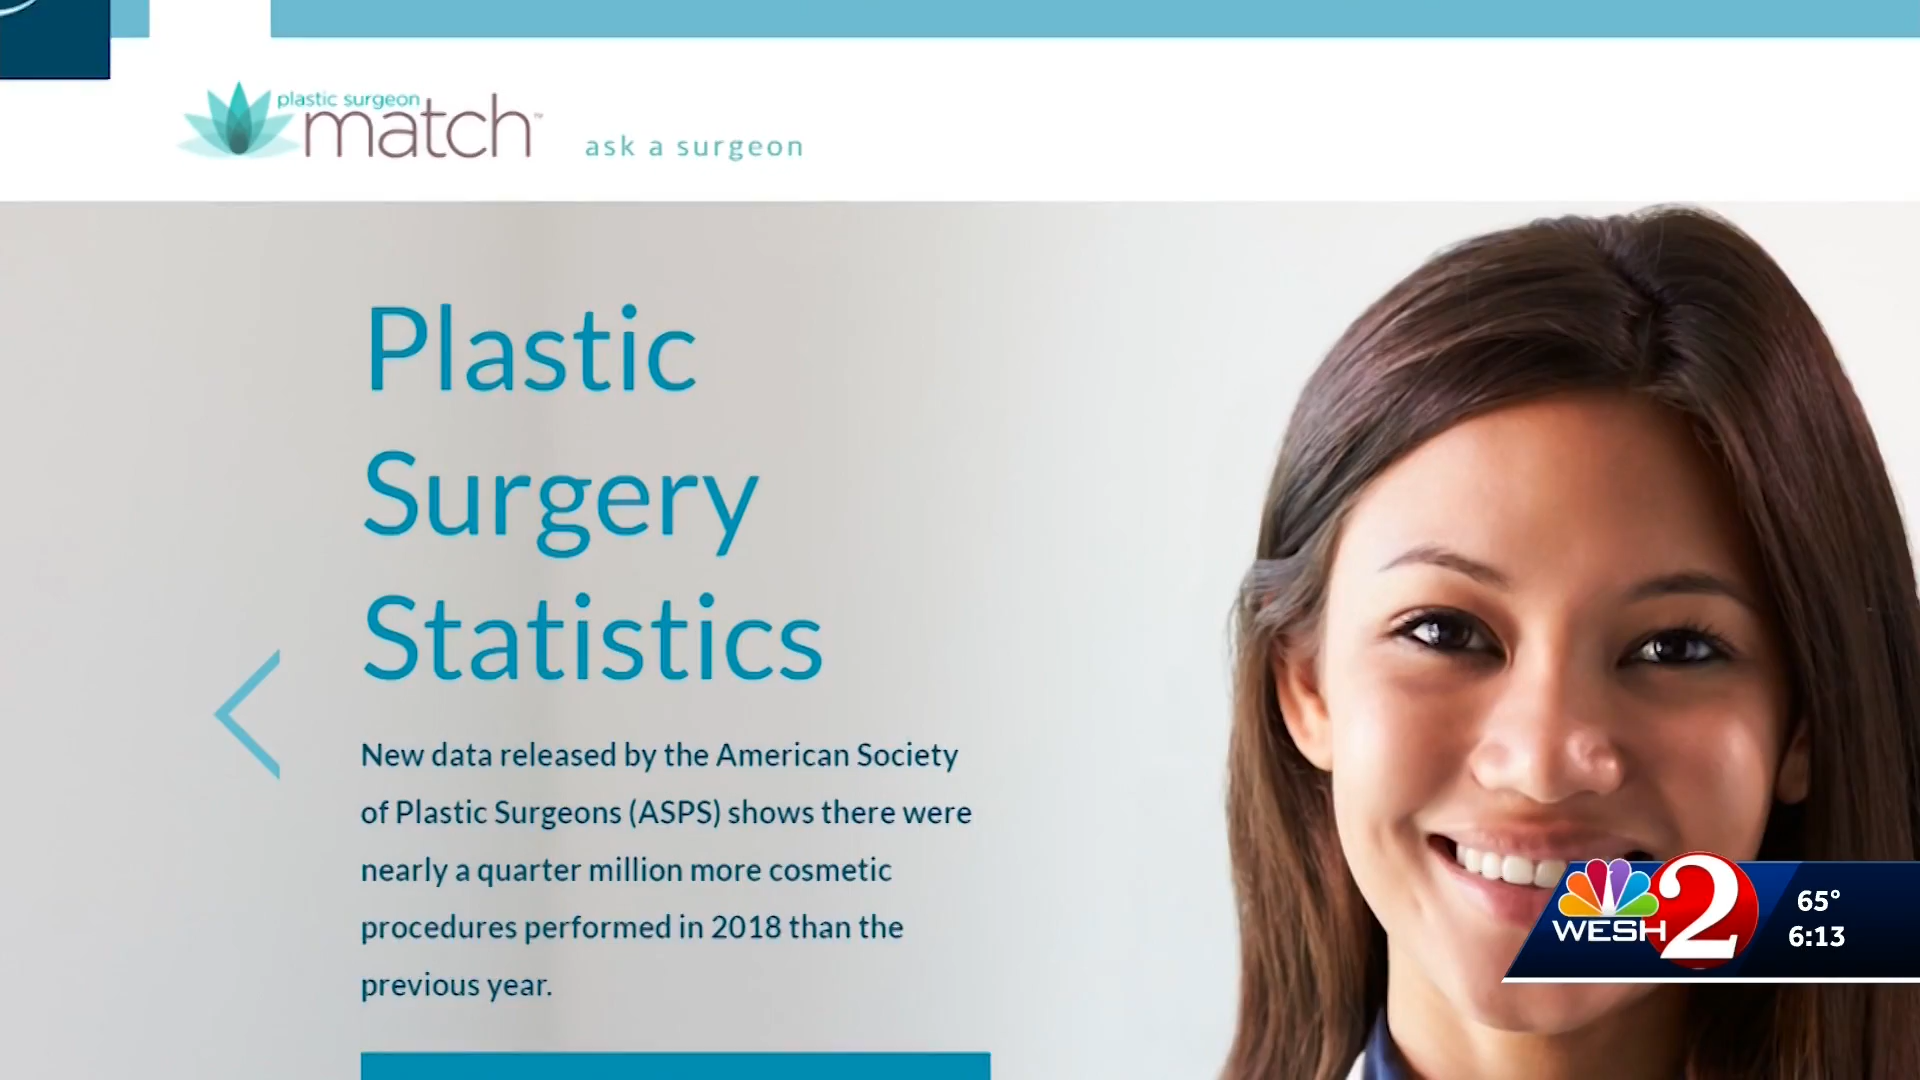 plastic surgeon
match™
ask a surgeon
Plastic
Surgery
Statistics
New data released by the American Society
of Plastic Surgeons (ASPS) shows there were
nearly a quarter million more cosmetic
procedures performed in 2018 than the
previous year.
WESH 2
65°
6:13